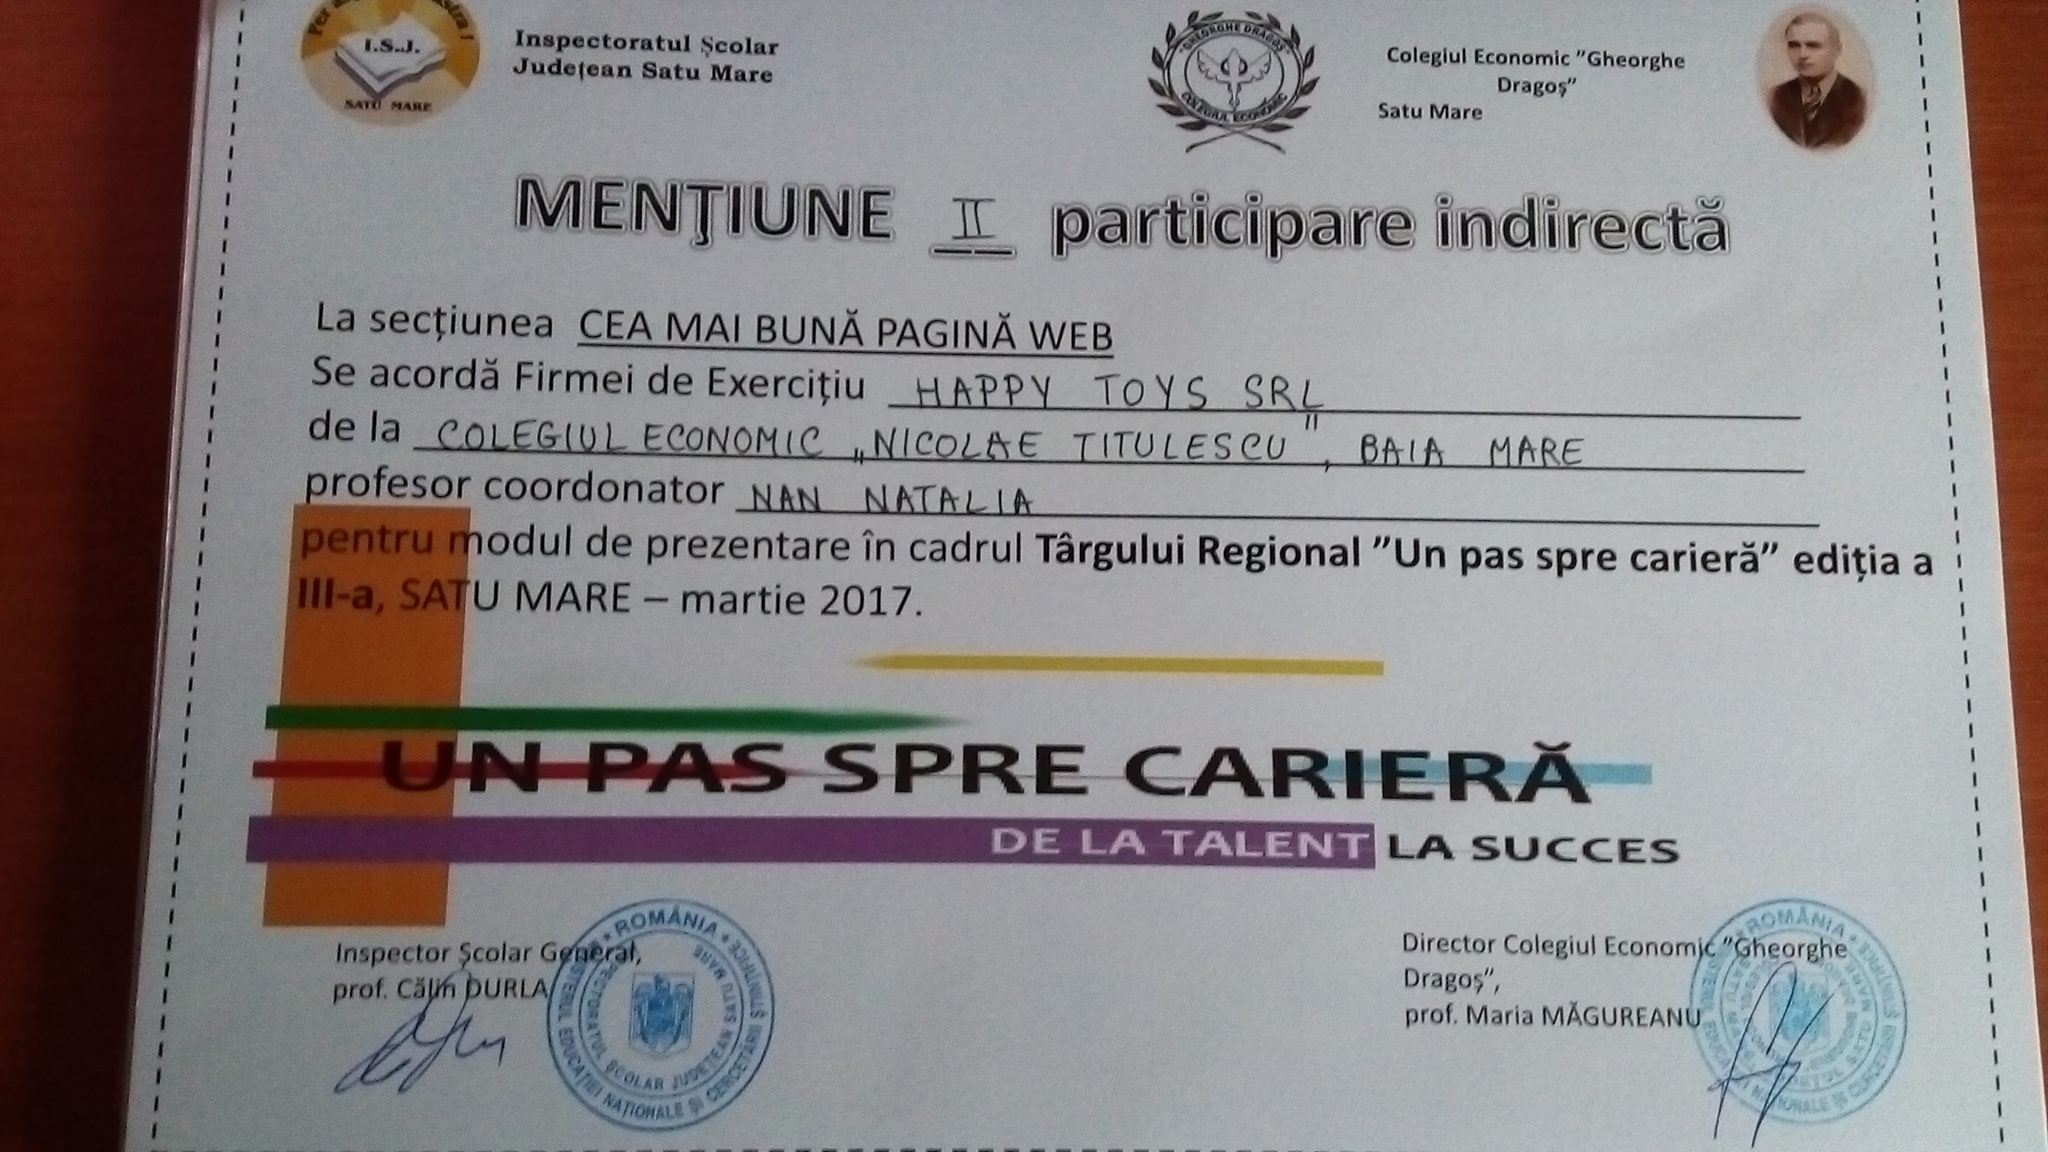 I.S.J.
SATU MARE
Inspectoratul Școlar
Județean Satu Mare
GHEORGHE DRAGOȘ
COLEGIUL ECONOMIC
Colegiul Economic ”Gheorghe
Dragoș”
Satu Mare
MENŢIUNE II participare indirectă
La secțiunea CEA MAI BUNĂ PAGINĂ WEB
Se acordă Firmei de Exercițiu HAPPY TOYS SRL
de la COLEGIUL ECONOMIC „NICOLAE TITULESCU", BAIA MARE
profesor coordonator NAN NATALIA
pentru modul de prezentare în cadrul Târgului Regional ”Un pas spre carieră” ediția a
III-a, SATU MARE – martie 2017.
UN PAS SPRE CARIERĂ
DE LA TALENT LA SUCCES
Inspector Școlar General,
prof. Călin DURLA
ROMÂNIA
MINISTERUL EDUCAȚIEI NAȚIONALE ȘI CERCETĂRII ȘTIINȚIFICE
INSPECTORATUL ȘCOLAR JUDEȚEAN SATU MARE
Director Colegiul Economic ”Gheorghe
Dragoș”,
prof. Maria MĂGUREANU
ROMÂNIA